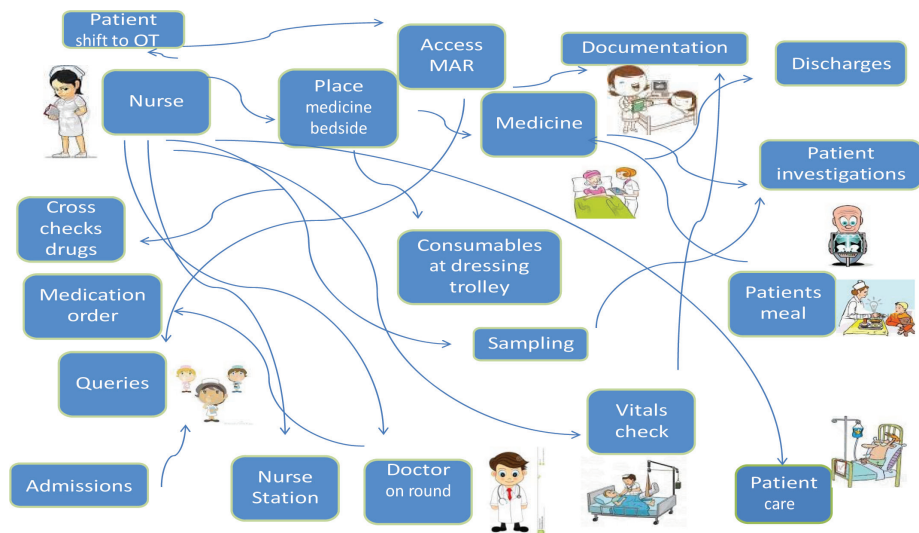 Patient
shift to OT
Access
MAR
Documentation
Discharges
Nurse
Place
medicine
bedside
Medicine
Patient
investigations
Cross
checks
drugs
Consumables
at dressing
trolley
Medication
order
Patients
meal
Sampling
Queries
Vitals
check
Admissions
Nurse
Station
Doctor
on round
Patient
care